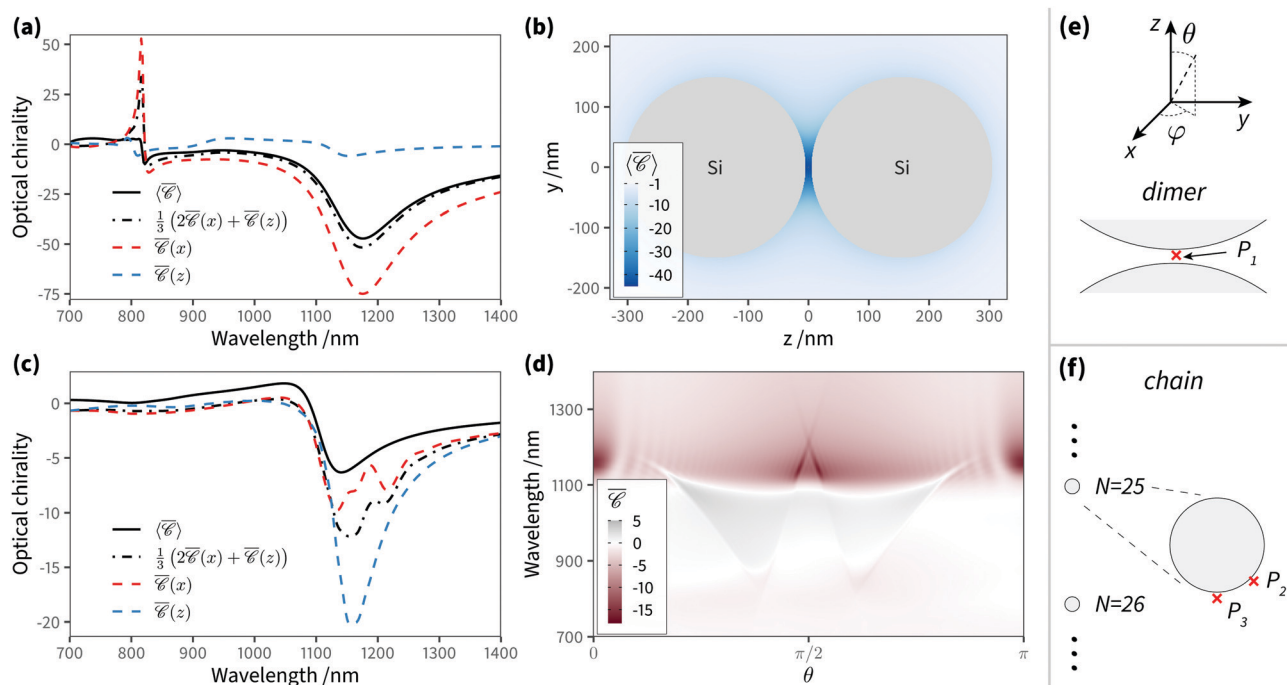 (a)
Optical chirality
50
25
0
-25
-50
-75
⟨𝒞̅⟩
1/3 (2𝒞̅(x) + 𝒞̅(z))
𝒞̅(x)
𝒞̅(z)
700 800 900 1000 1100 1200 1300 1400
Wavelength /nm
(b)
y /nm
200
100
0
-100
-200
Si Si
⟨𝒞̅⟩
-1
-10
-20
-30
-40
-300 -200 -100 0 100 200 300
z /nm
(e)
z θ
y
φ
x
dimer
P1
(c)
Optical chirality
0
-5
-10
-15
-20
⟨𝒞̅⟩
1/3 (2𝒞̅(x) + 𝒞̅(z))
𝒞̅(x)
𝒞̅(z)
700 800 900 1000 1100 1200 1300 1400
Wavelength /nm
(d)
Wavelength /nm
1300
1100
900
700
𝒞̅
5
0
-5
-10
-15
0 π/2 π
θ
(f)
chain
N=25
P2
N=26
P3